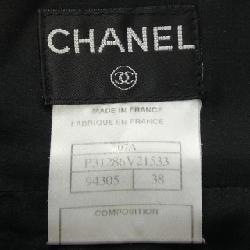 CHANEL
MADE IN FRANCE
FABRIQUE EN FRANCE
07A
P31286V21533
94305 38
COMPOSITION